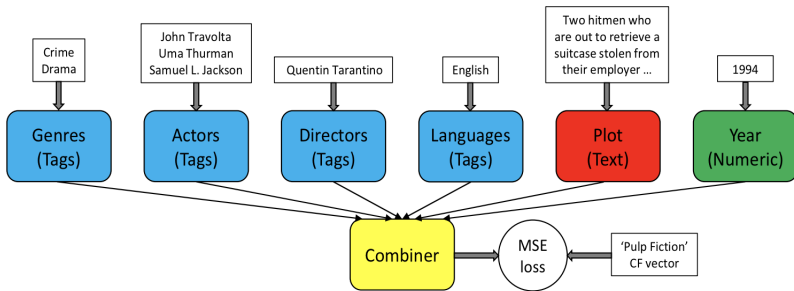 Crime
Drama
John Travolta
Uma Thurman
Samuel L. Jackson
Quentin Tarantino
English
Two hitmen who
are out to retrieve a
suitcase stolen from
their employer ...
1994
Genres
(Tags)
Actors
(Tags)
Directors
(Tags)
Languages
(Tags)
Plot
(Text)
Year
(Numeric)
Combiner
MSE
loss
‘Pulp Fiction’
CF vector